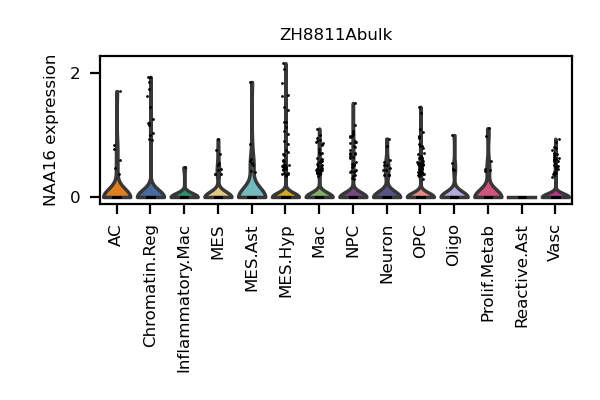 ZH8811Abulk
NAA16 expression
2
0
AC
Chromatin.Reg
Inflammatory.Mac
MES
MES.Ast
MES.Hyp
Mac
NPC
Neuron
OPC
Oligo
Prolif.Metab
Reactive.Ast
Vasc